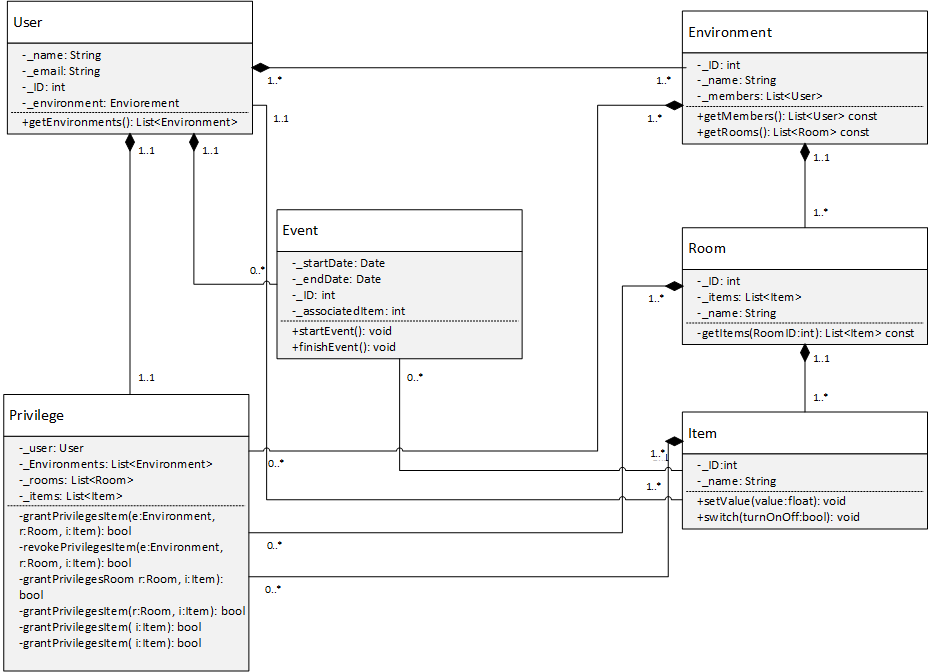 User
-_name: String
-_email: String
-_ID: int
-_environment: Enviorement
+getEnvironments(): List<Environment>
1..*
1..*
1..1
1..*
1..1
1..1
Environment
-_ID: int
-_name: String
-_members: List<User>
+getMembers(): List<User> const
+getRooms(): List<Room> const
1..1
1..*
Event
-_startDate: Date
-_endDate: Date
-_ID: int
-_associatedItem: int
+startEvent(): void
+finishEvent(): void
0..*
0..*
Room
-_ID: int
-_items: List<Item>
-_name: String
-getItems(RoomID:int): List<Item> const
1..*
1..1
1..*
1..1
Privilege
-_user: User
-_Environments: List<Environment>
-_rooms: List<Room>
-_items: List<Item>
-grantPrivilegesItem(e:Environment,
r:Room, i:Item): bool
-revokePrivilegesItem(e:Environment,
r:Room, i:Item): bool
-grantPrivilegesRoom r:Room, i:Item):
bool
-grantPrivilegesItem(r:Room, i:Item): bool
-grantPrivilegesItem( i:Item): bool
-grantPrivilegesItem( i:Item): bool
0..*
0..*
0..*
Item
-_ID:int
-_name: String
+setValue(value:float): void
+switch(turnOnOff:bool): void
1..*
1..*